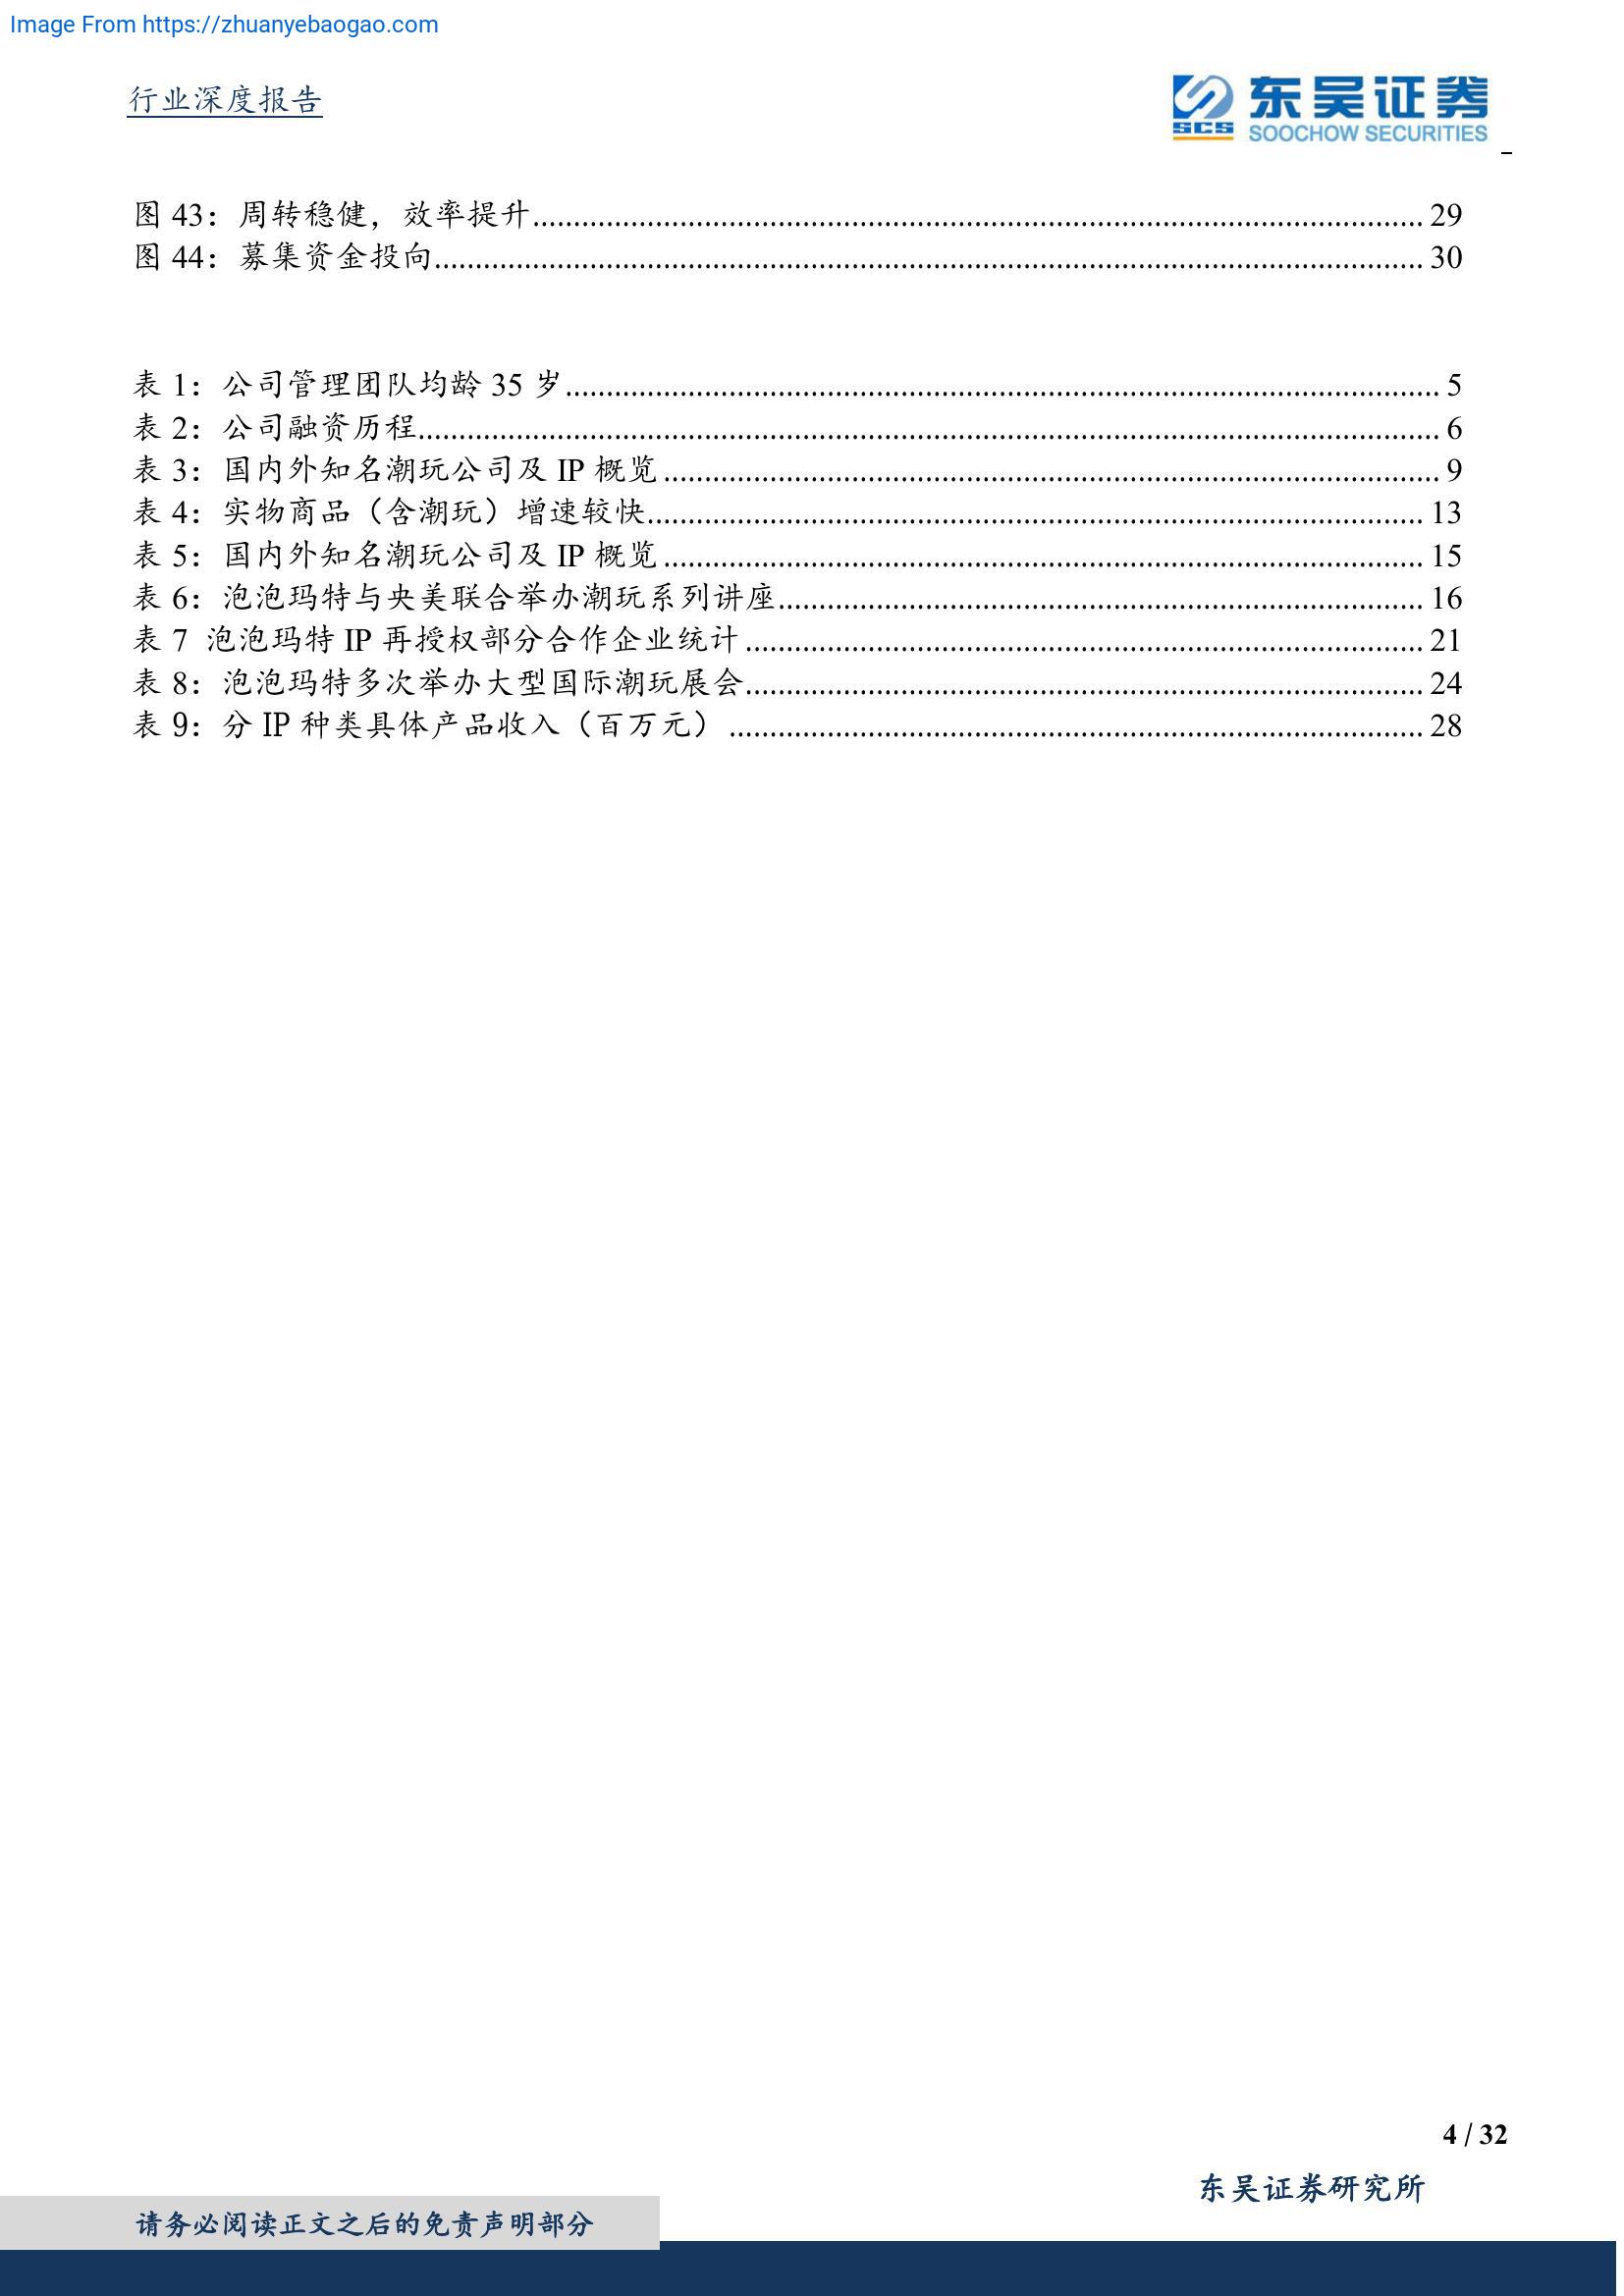 Image From https://zhuanyebaogao.com
行业深度报告
SCS 东吴证券
SOOCHOW SECURITIES
图 43：周转稳健，效率提升........................................ 29
图 44：募集资金投向........................................ 30
表 1：公司管理团队均龄 35 岁........................................ 5
表 2：公司融资历程........................................ 6
表 3：国内外知名潮玩公司及 IP 概览........................................ 9
表 4：实物商品（含潮玩）增速较快........................................ 13
表 5：国内外知名潮玩公司及 IP 概览........................................ 15
表 6：泡泡玛特与央美联合举办潮玩系列讲座........................................ 16
表 7 泡泡玛特 IP 再授权部分合作企业统计........................................ 21
表 8：泡泡玛特多次举办大型国际潮玩展会........................................ 24
表 9：分 IP 种类具体产品收入（百万元）........................................ 28
4 / 32
东吴证券研究所
请务必阅读正文之后的免责声明部分